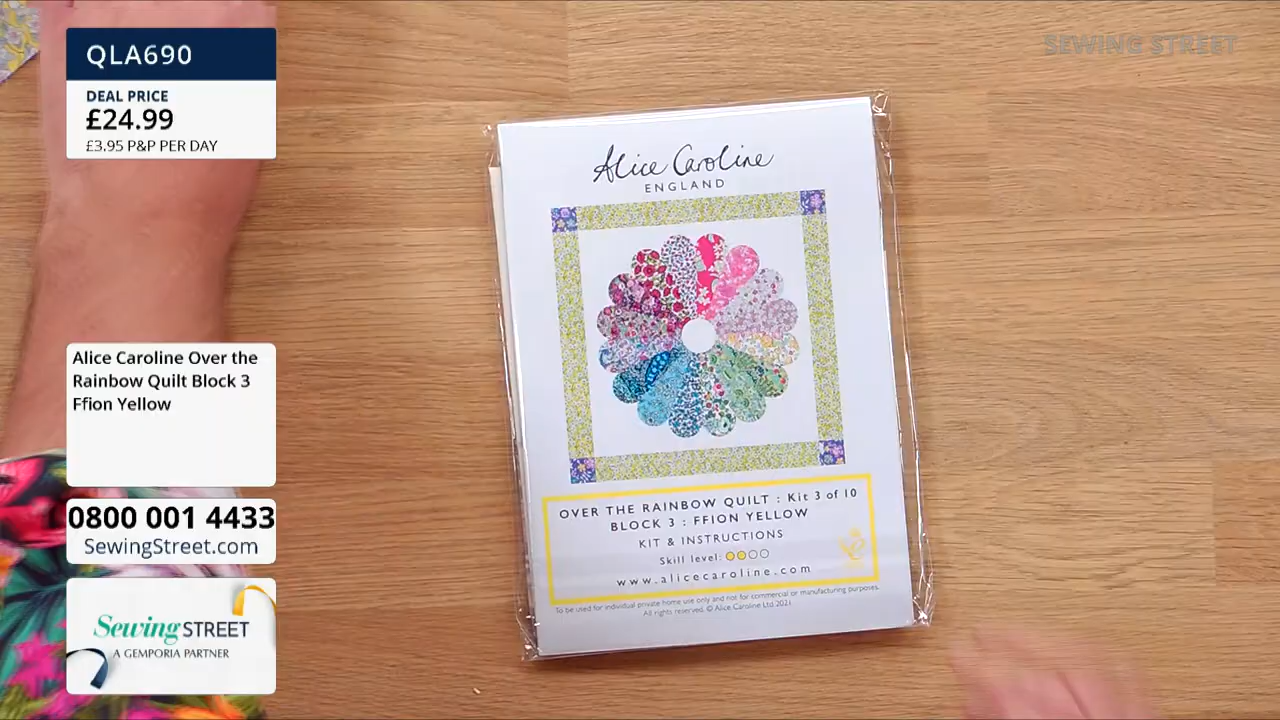 QLA690
DEAL PRICE
£24.99
£3.95 P&P PER DAY
SEWING STREET
Alice Caroline
ENGLAND
OVER THE RAINBOW QUILT : Kit 3 of 10
BLOCK 3 : FFION YELLOW
KIT & INSTRUCTIONS
Skill level:
www.alicecaroline.com
To be used for individual private home use only and not for commercial or manufacturing purposes.
All rights reserved. © Alice Caroline Ltd 2021
Alice Caroline Over the
Rainbow Quilt Block 3
Ffion Yellow
0800 001 4433
SewingStreet.com
Sewing STREET
A GEMPORIA PARTNER